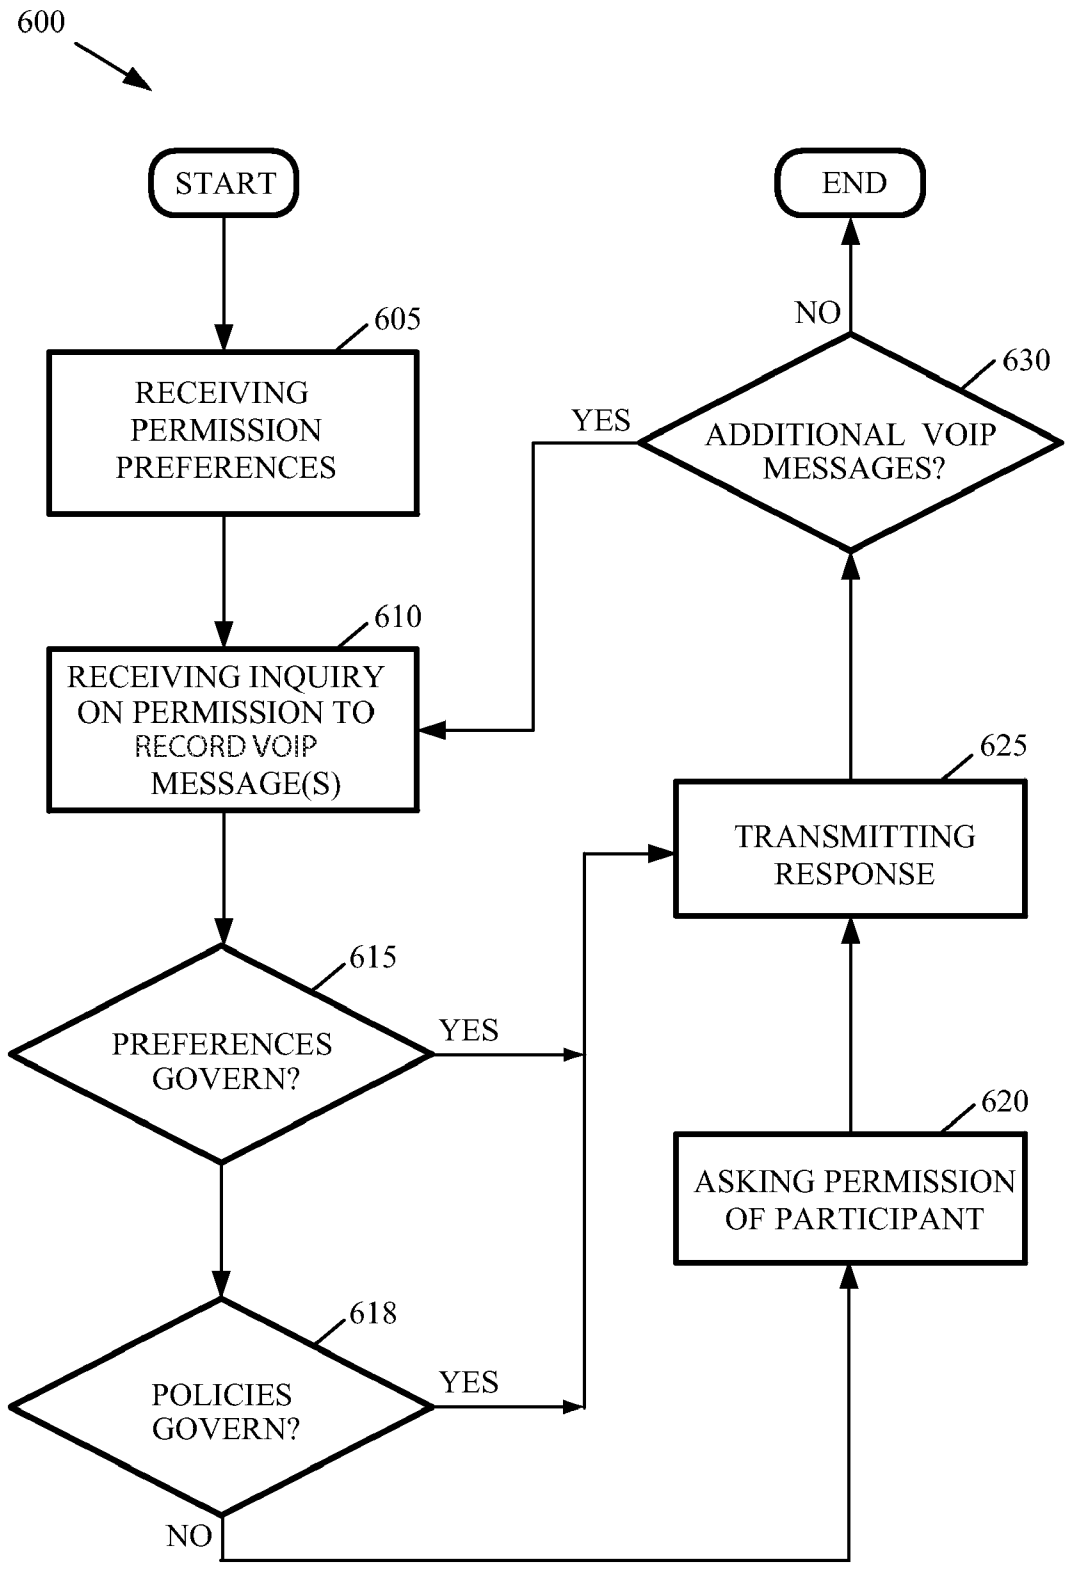 600
START
605
RECEIVING
PERMISSION
PREFERENCES
610
RECEIVING INQUIRY
ON PERMISSION TO
RECORD VOIP
MESSAGE(S)
615
PREFERENCES
GOVERN?
YES
618
POLICIES
GOVERN?
YES
NO
620
ASKING PERMISSION
OF PARTICIPANT
625
TRANSMITTING
RESPONSE
630
ADDITIONAL VOIP
MESSAGES?
YES
NO
END